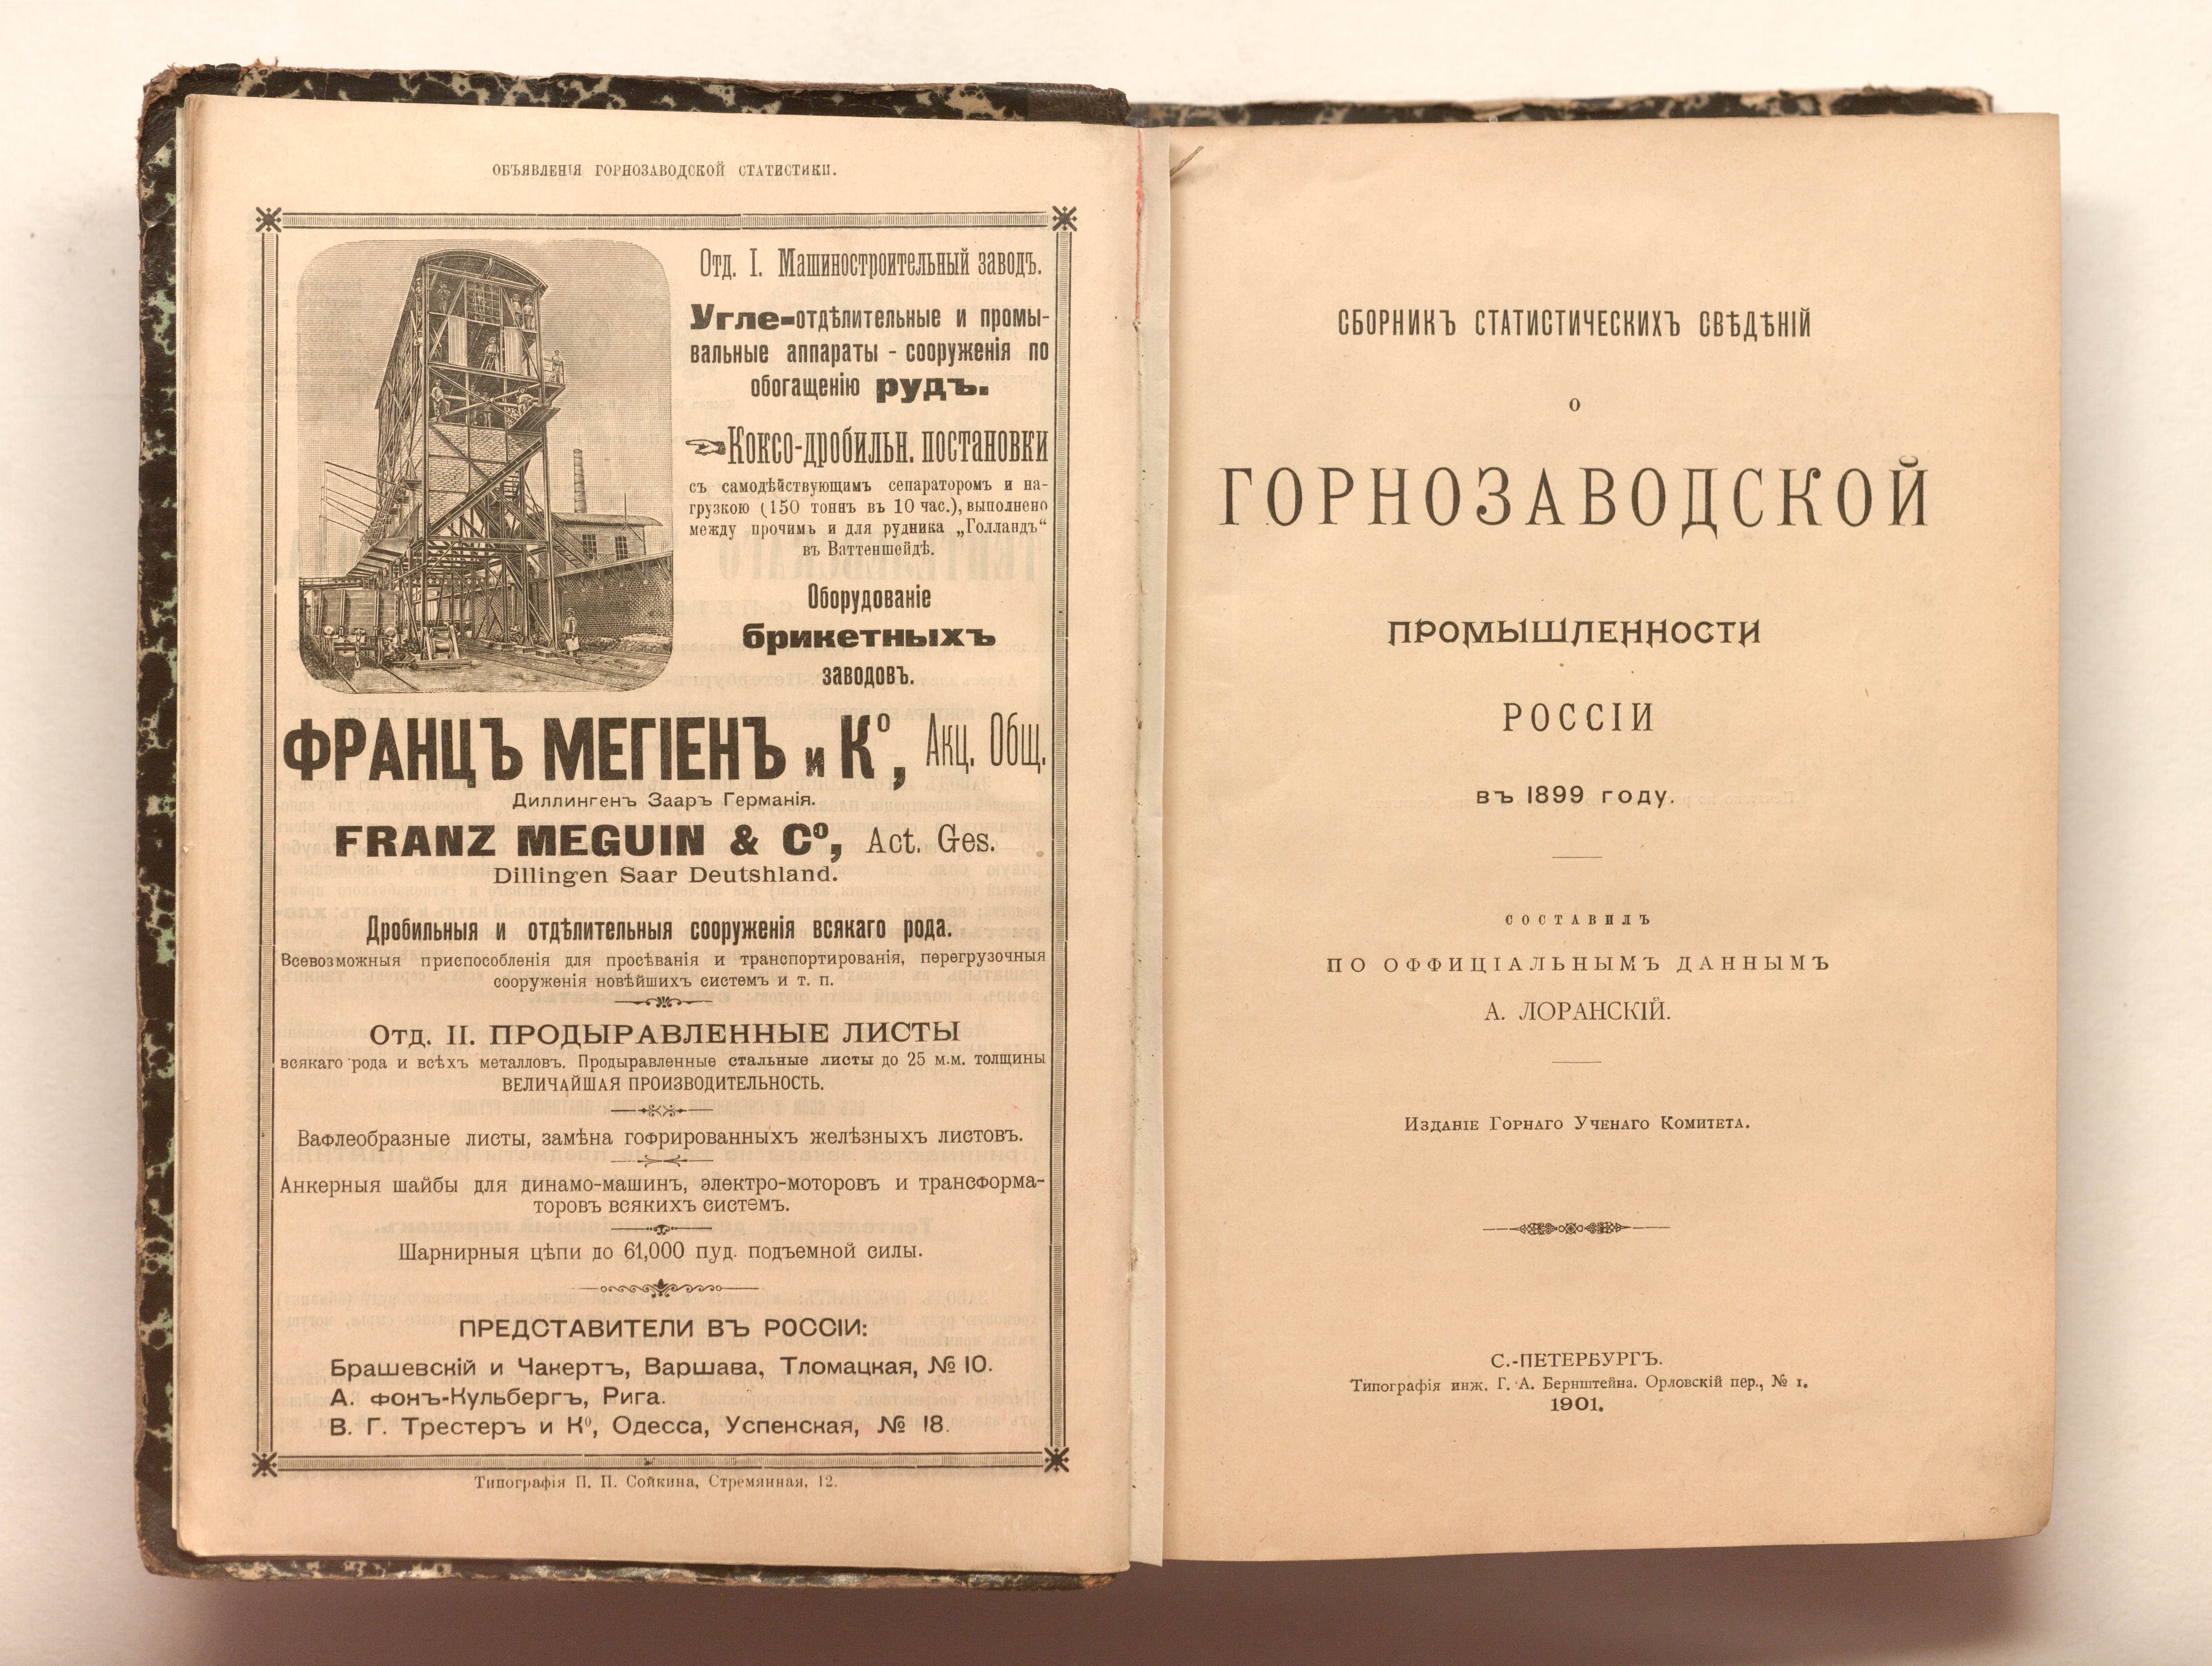 ОБЪЯВЛЕНІЯ ГОРНОЗАВОДСКОЙ СТАТИСТИКИ.
Отд. I. Машиностроительный заводъ.
Угле-отдѣлительные и промы-
вальные аппараты - сооруженія по
обогащенію рудъ.
Коксо-дробильн. постановки
съ самодѣйствующимъ сепараторомъ и на-
грузкою (150 тоннъ въ 10 час.), выполнено
между прочимъ и для рудника „Голландъ“
въ Ваттеншейдѣ.
Оборудованіе
брикетныхъ
заводовъ.
ФРАНЦЪ МЕГІЕНЪ и Кº, Акц. Общ.
Диллингенъ Сааръ Германія.
FRANZ MEGUIN & Cº, Act. Ges.
Dillingen Saar Deutshland.
Дробильныя и отдѣлительныя сооруженія всякаго рода.
Всевозможныя приспособленія для просѣванія и транспортированія, перегрузочныя
сооруженія новѣйшихъ системъ и т. п.
Отд. II. ПРОДЫРАВЛЕННЫЕ ЛИСТЫ
всякаго рода и всѣхъ металловъ. Продыравленные стальные листы до 25 м.м. толщины
ВЕЛИЧАЙШАЯ ПРОИЗВОДИТЕЛЬНОСТЬ.
Вафлеобразные листы, замѣна гофрированныхъ желѣзныхъ листовъ.
Анкерныя шайбы для динамо-машинъ, электро-моторовъ и трансформа-
торовъ всякихъ системъ.
Шарнирныя цѣпи до 61,000 пуд. подъемной силы.
ПРЕДСТАВИТЕЛИ ВЪ РОССІИ:
Брашевскій и Чакертъ, Варшава, Тломацкая, № 10.
А. фонъ-Кульбергъ, Рига.
В. Г. Трестеръ и Кº, Одесса, Успенская, № 18.
Типографія П. П. Сойкина, Стремянная, 12.
СБОРНИКЪ СТАТИСТИЧЕСКИХЪ СВѢДѢНІЙ
О
ГОРНОЗАВОДСКОЙ
ПРОМЫШЛЕННОСТИ
РОССІИ
въ 1899 году.
СОСТАВИЛЪ
ПО ОФФИЦІАЛЬНЫМЪ ДАННЫМЪ
А. ЛОРАНСКІЙ.
Изданіе Горнаго Ученаго Комитета.
С.-ПЕТЕРБУРГЪ.
Типографія инж. Г. А. Бернштейна. Орловскій пер., № 1.
1901.